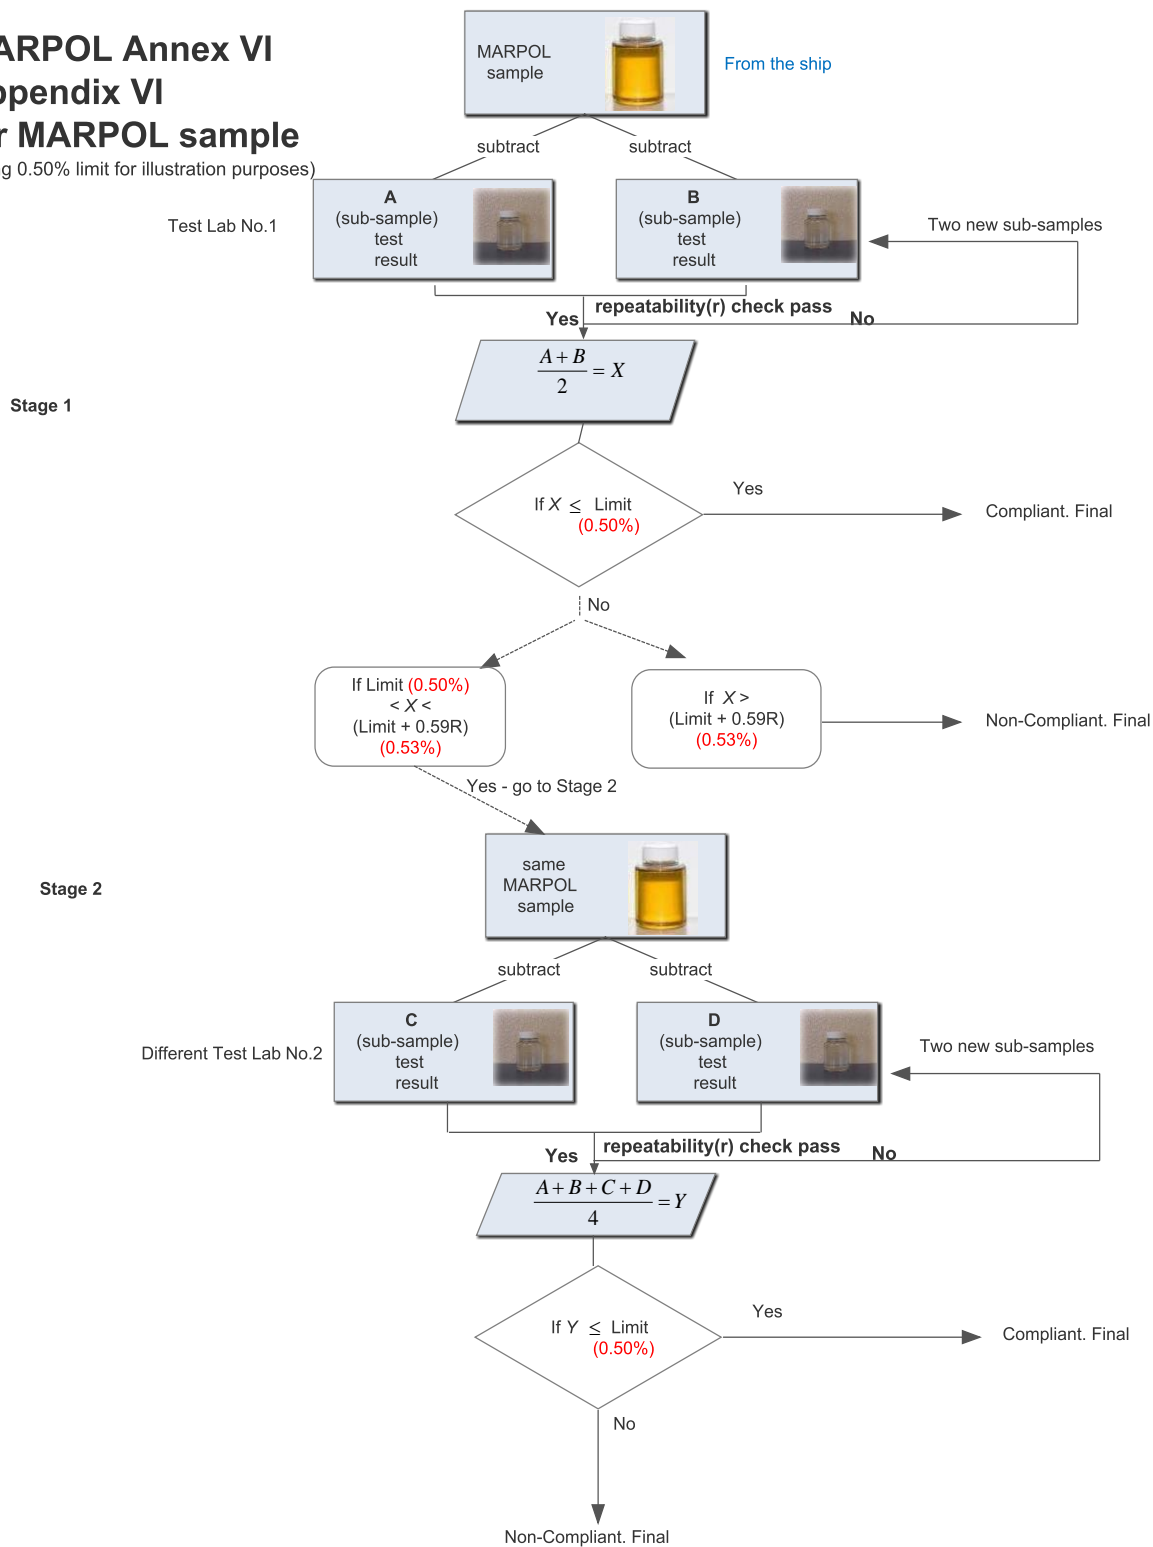 ARPOL Annex VI
ppendix VI
r MARPOL sample
g 0.50% limit for illustration purposes)
MARPOL
sample
From the ship
subtract
subtract
Test Lab No.1
A
(sub-sample)
test
result
B
(sub-sample)
test
result
Two new sub-samples
repeatability(r) check pass
Yes
No
A + B
2
= X
Stage 1
If X ≤ Limit
(0.50%)
Yes
Compliant. Final
No
If Limit (0.50%)
< X <
(Limit + 0.59R)
(0.53%)
If X >
(Limit + 0.59R)
(0.53%)
Non-Compliant. Final
Yes - go to Stage 2
Stage 2
same
MARPOL
sample
subtract
subtract
Different Test Lab No.2
C
(sub-sample)
test
result
D
(sub-sample)
test
result
Two new sub-samples
repeatability(r) check pass
Yes
No
A + B + C + D
4
= Y
If Y ≤ Limit
(0.50%)
Yes
Compliant. Final
No
Non-Compliant. Final